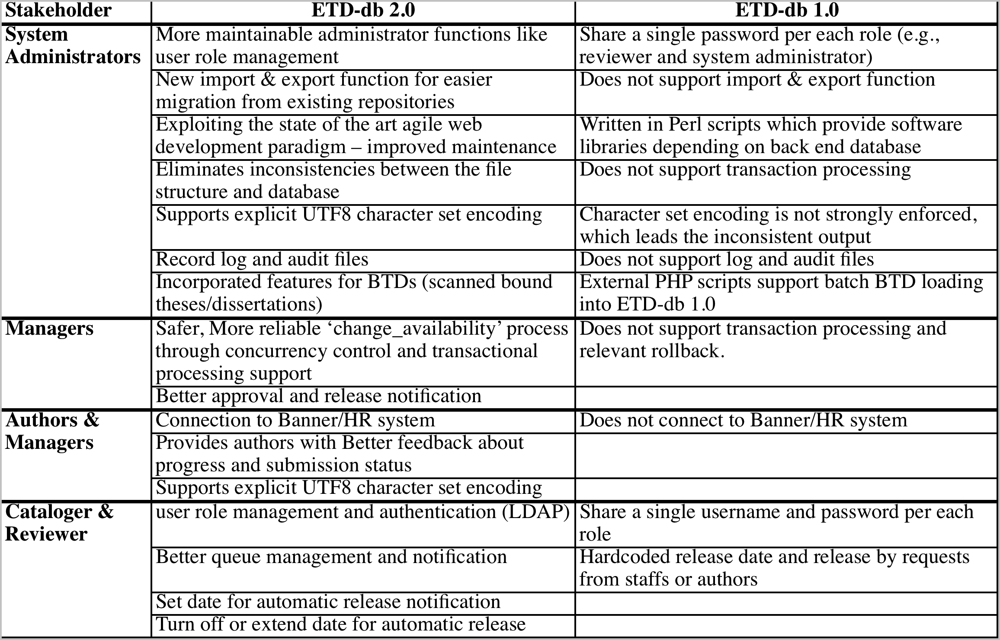 Stakeholder ETD-db 2.0 ETD-db 1.0
System Administrators
More maintainable administrator functions like
user role management
Share a single password per each role (e.g.,
reviewer and system administrator)
New import & export function for easier
migration from existing repositories
Does not support import & export function
Exploiting the state of the art agile web
development paradigm – improved maintenance
Written in Perl scripts which provide software
libraries depending on back end database
Eliminates inconsistencies between the file
structure and database
Does not support transaction processing
Supports explicit UTF8 character set encoding
Character set encoding is not strongly enforced,
which leads the inconsistent output
Record log and audit files
Does not support log and audit files
Incorporated features for BTDs (scanned bound
theses/dissertations)
External PHP scripts support batch BTD loading
into ETD-db 1.0
Managers
Safer, More reliable ‘change_availability’ process
through concurrency control and transactional
processing support
Does not support transaction processing and
relevant rollback.
Better approval and release notification
Authors &
Managers
Connection to Banner/HR system
Does not connect to Banner/HR system
Provides authors with Better feedback about
progress and submission status
Supports explicit UTF8 character set encoding
Cataloger &
Reviewer
user role management and authentication (LDAP)
Share a single username and password per each
role
Better queue management and notification
Hardcoded release date and release by requests
from staffs or authors
Set date for automatic release notification
Turn off or extend date for automatic release